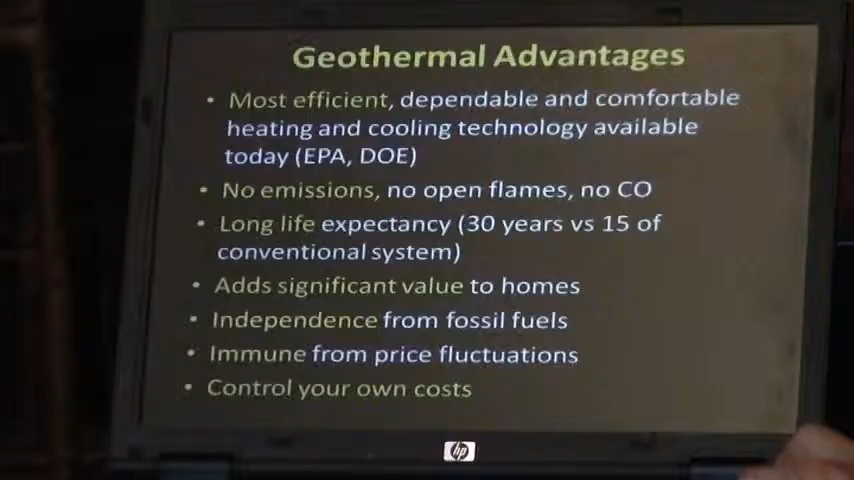 Geothermal Advantages
• Most efficient, dependable and comfortable
heating and cooling technology available
today (EPA, DOE)
• No emissions, no open flames, no CO
• Long life expectancy (30 years vs 15 of
conventional system)
• Adds significant value to homes
• Independence from fossil fuels
• Immune from price fluctuations
• Control your own costs
hp